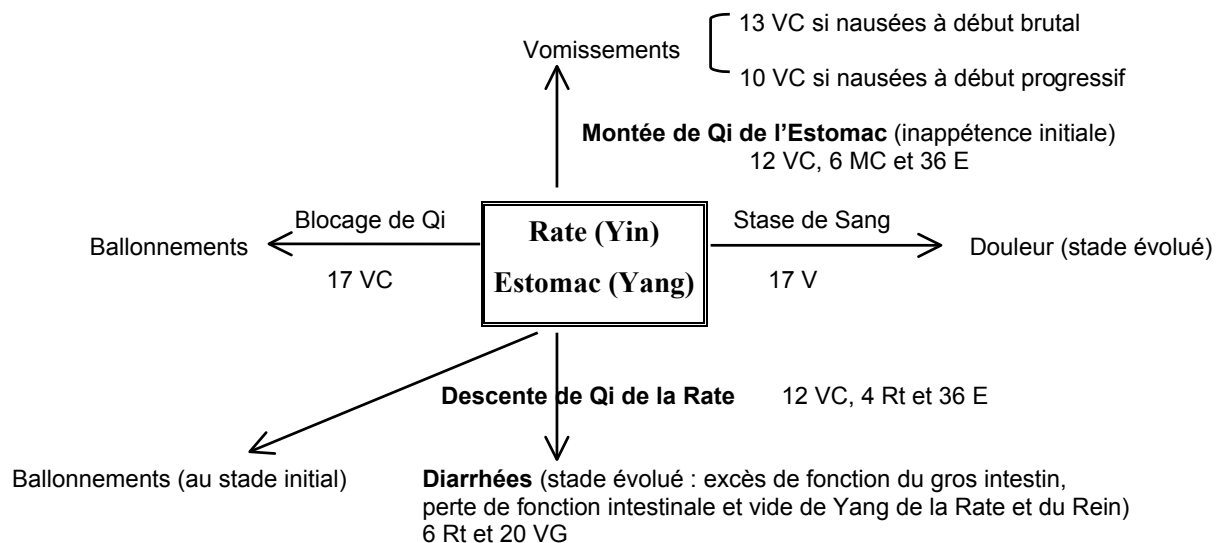 13 VC si nausées à début brutal
Vomissements
10 VC si nausées à début progressif
Montée de Qi de l'Estomac (inappétence initiale)
12 VC, 6 MC et 36 E
Blocage de Qi
Rate (Yin)
Stase de Sang
Ballonnements
Douleur (stade évolué)
Estomac (Yang)
17 VC
17 V
Descente de Qi de la Rate 12 VC, 4 Rt et 36 E
Ballonnements (au stade initial)
Diarrhées (stade évolué : excès de fonction du gros intestin,
perte de fonction intestinale et vide de Yang de la Rate et du Rein)
6 Rt et 20 VG